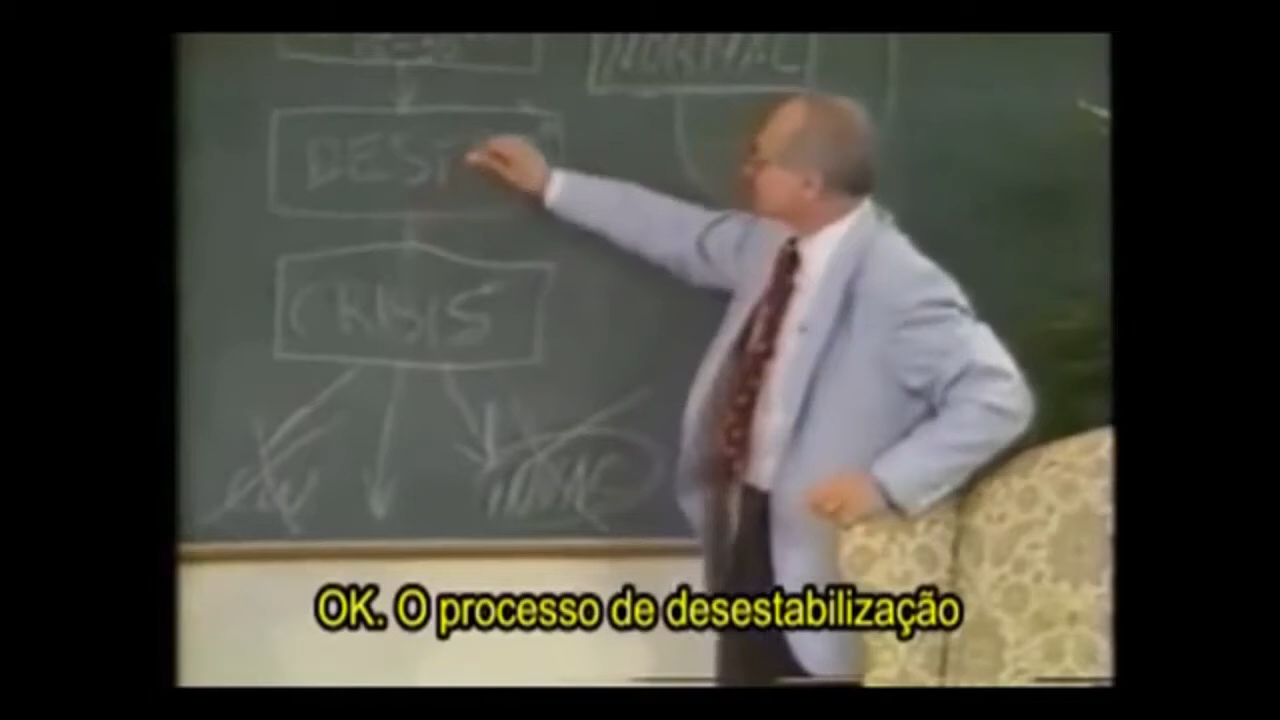 NORMAL
DEST
CRISIS
OK. O processo de desestabilização